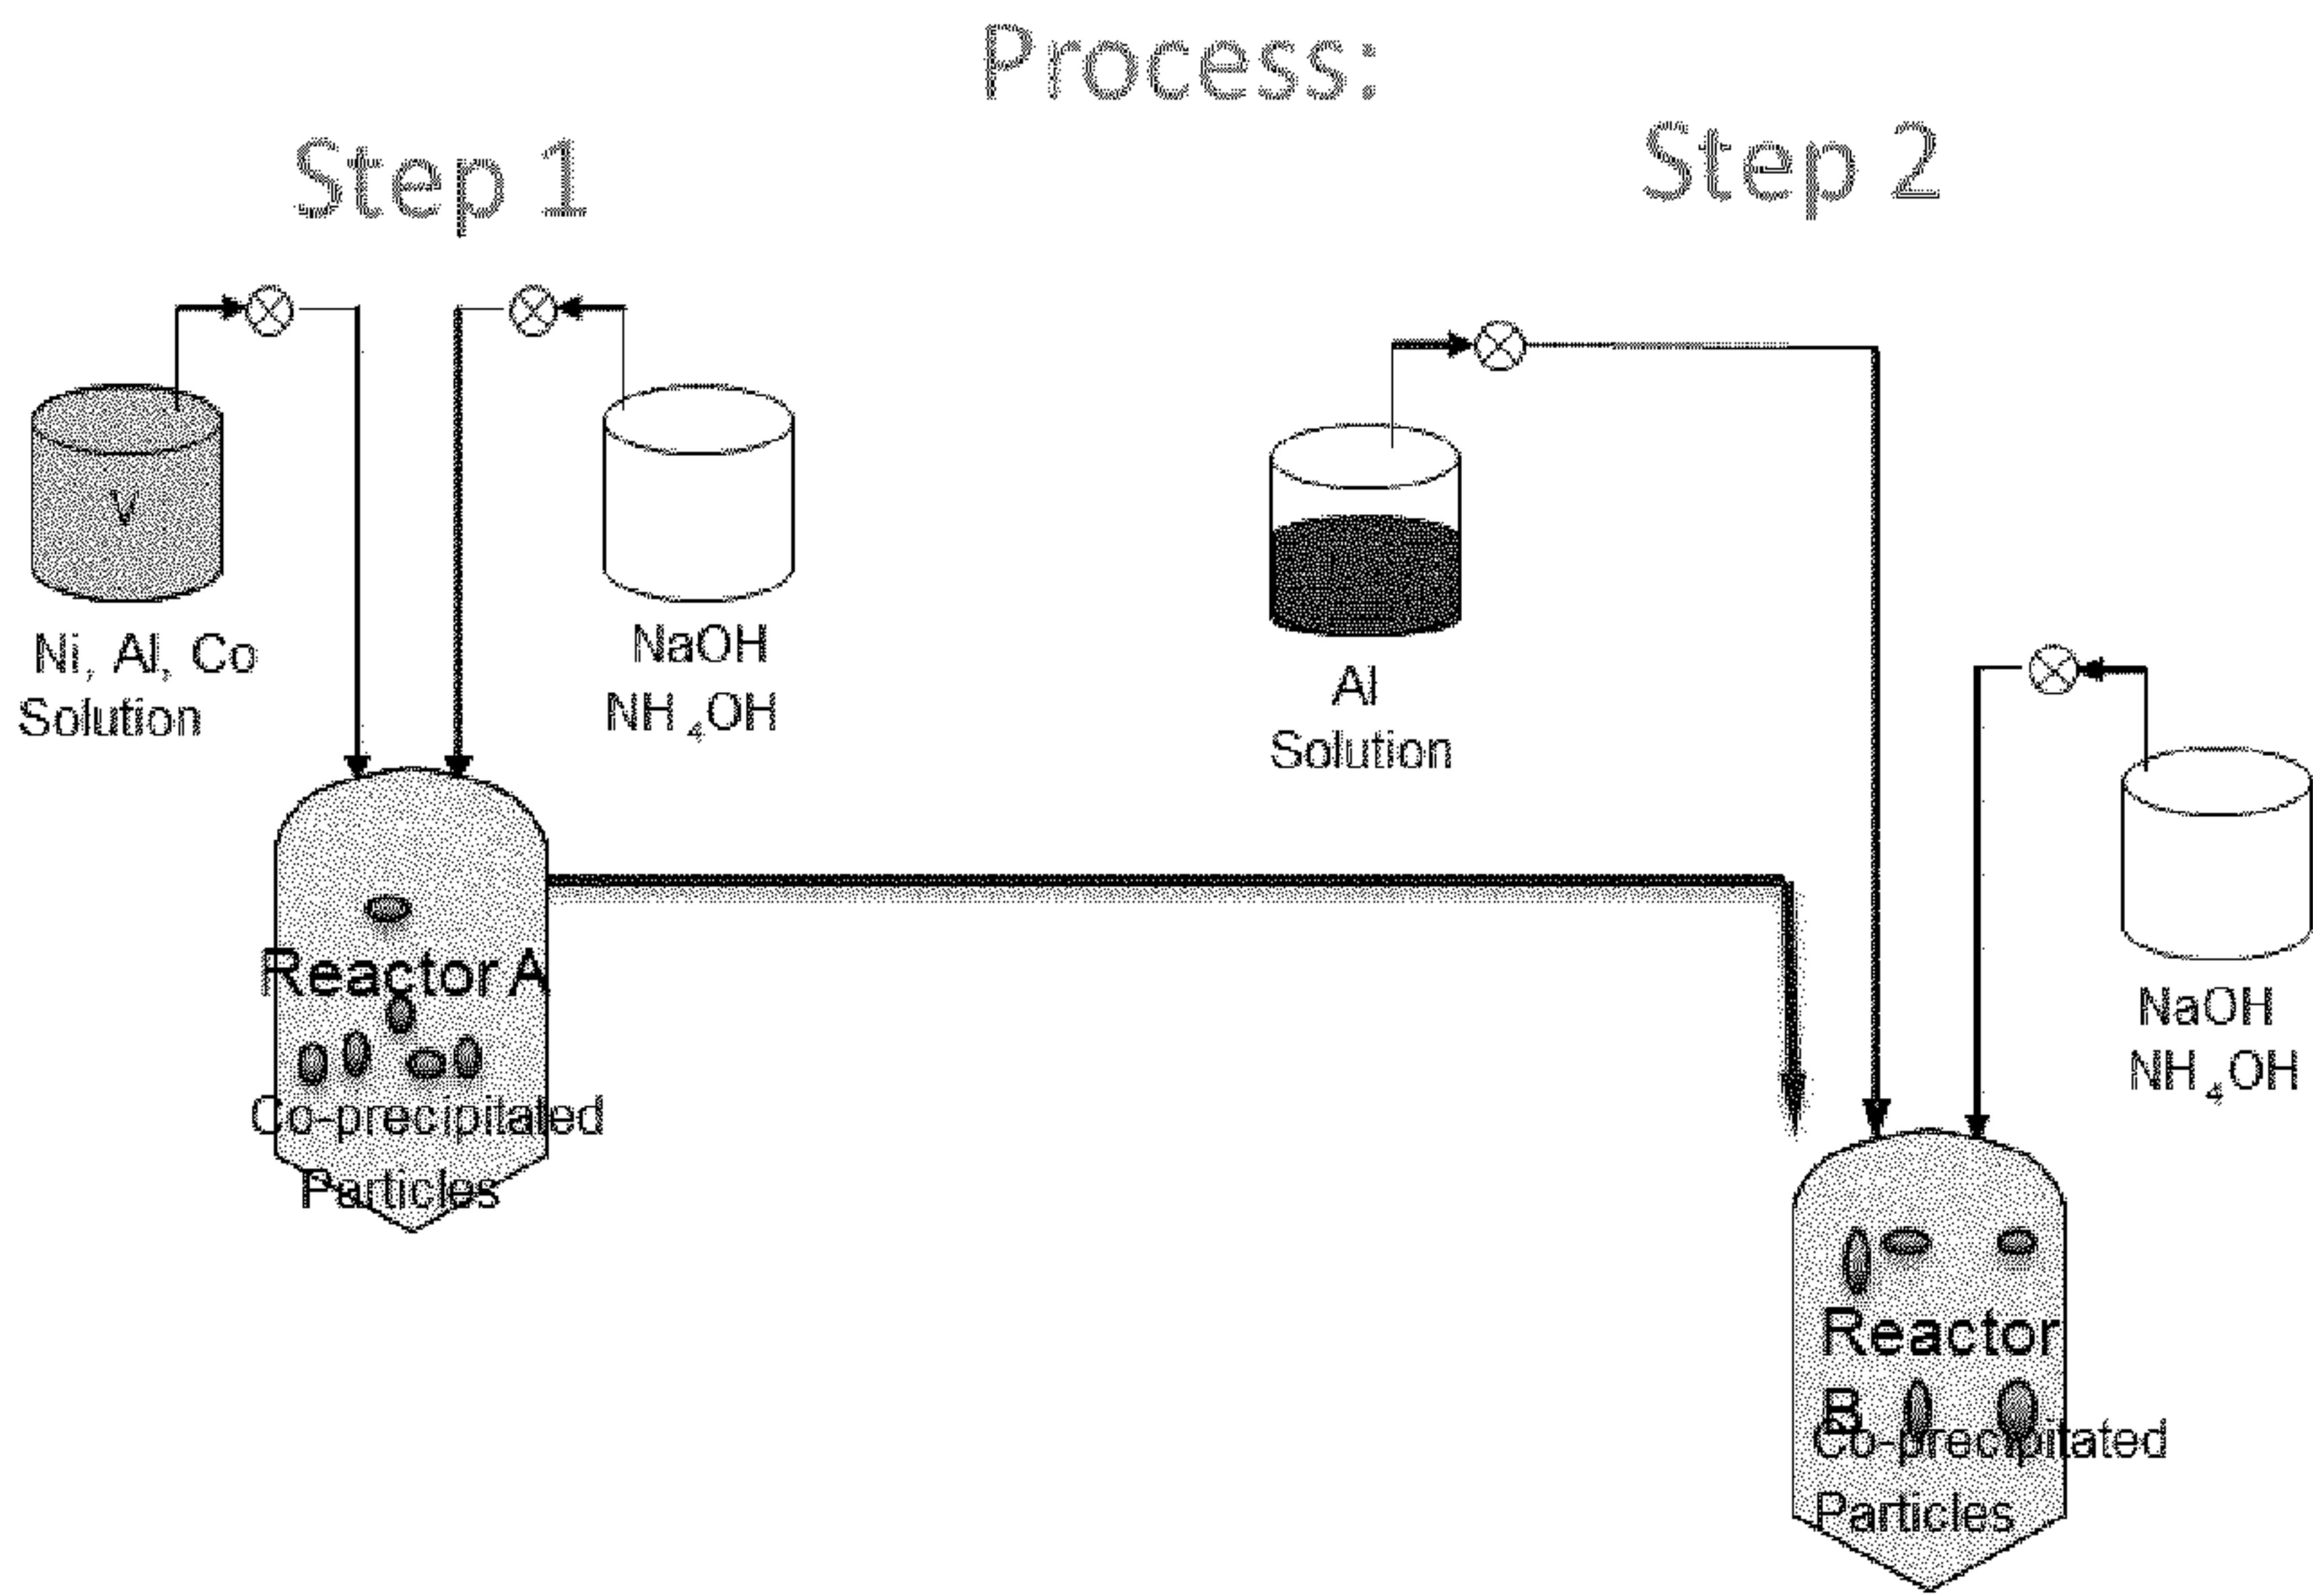 Process:
Step 1
Step 2
V
Ni, Al, Co
Solution
NaOH
NH4OH
Al
Solution
NaOH
NH4OH
Reactor A
Co-precipitated
Particles
Reactor
B
Co-precipitated
Particles